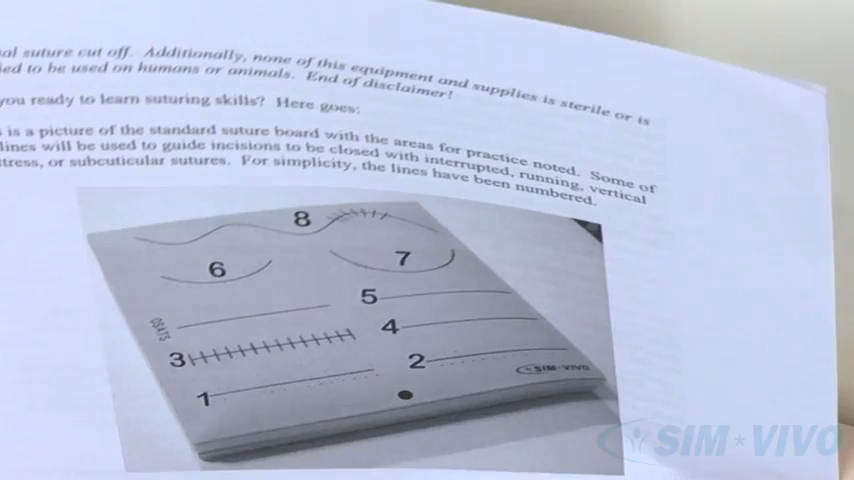 nal suture cut off. Additionally, none of this equipment and supplies is sterile or is
ied to be used on humans or animals. End of disclaimer!
you ready to learn suturing skills? Here goes:
s is a picture of the standard suture board with the areas for practice noted. Some of
lines will be used to guide incisions to be closed with interrupted, running, vertical
tress, or subcuticular sutures. For simplicity, the lines have been numbered.
8
6
7
5
OSATS
4
3
2
SIM·VIVO
1
SIM*VIVO